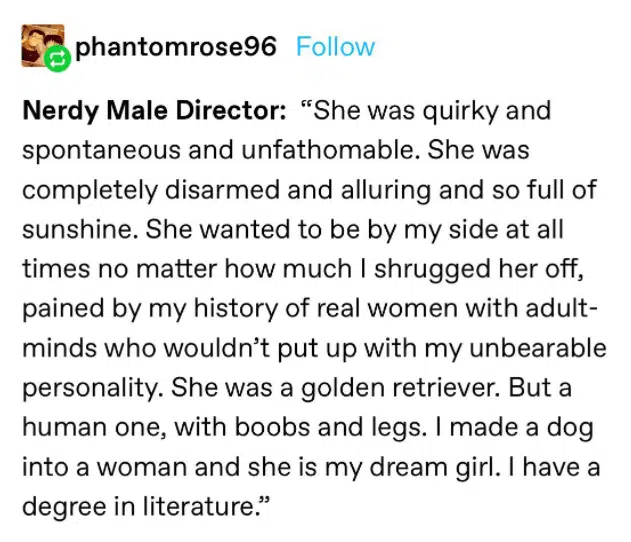 phantomrose96 Follow
Nerdy Male Director: “She was quirky and
spontaneous and unfathomable. She was
completely disarmed and alluring and so full of
sunshine. She wanted to be by my side at all
times no matter how much I shrugged her off,
pained by my history of real women with adult-
minds who wouldn’t put up with my unbearable
personality. She was a golden retriever. But a
human one, with boobs and legs. I made a dog
into a woman and she is my dream girl. I have a
degree in literature.”